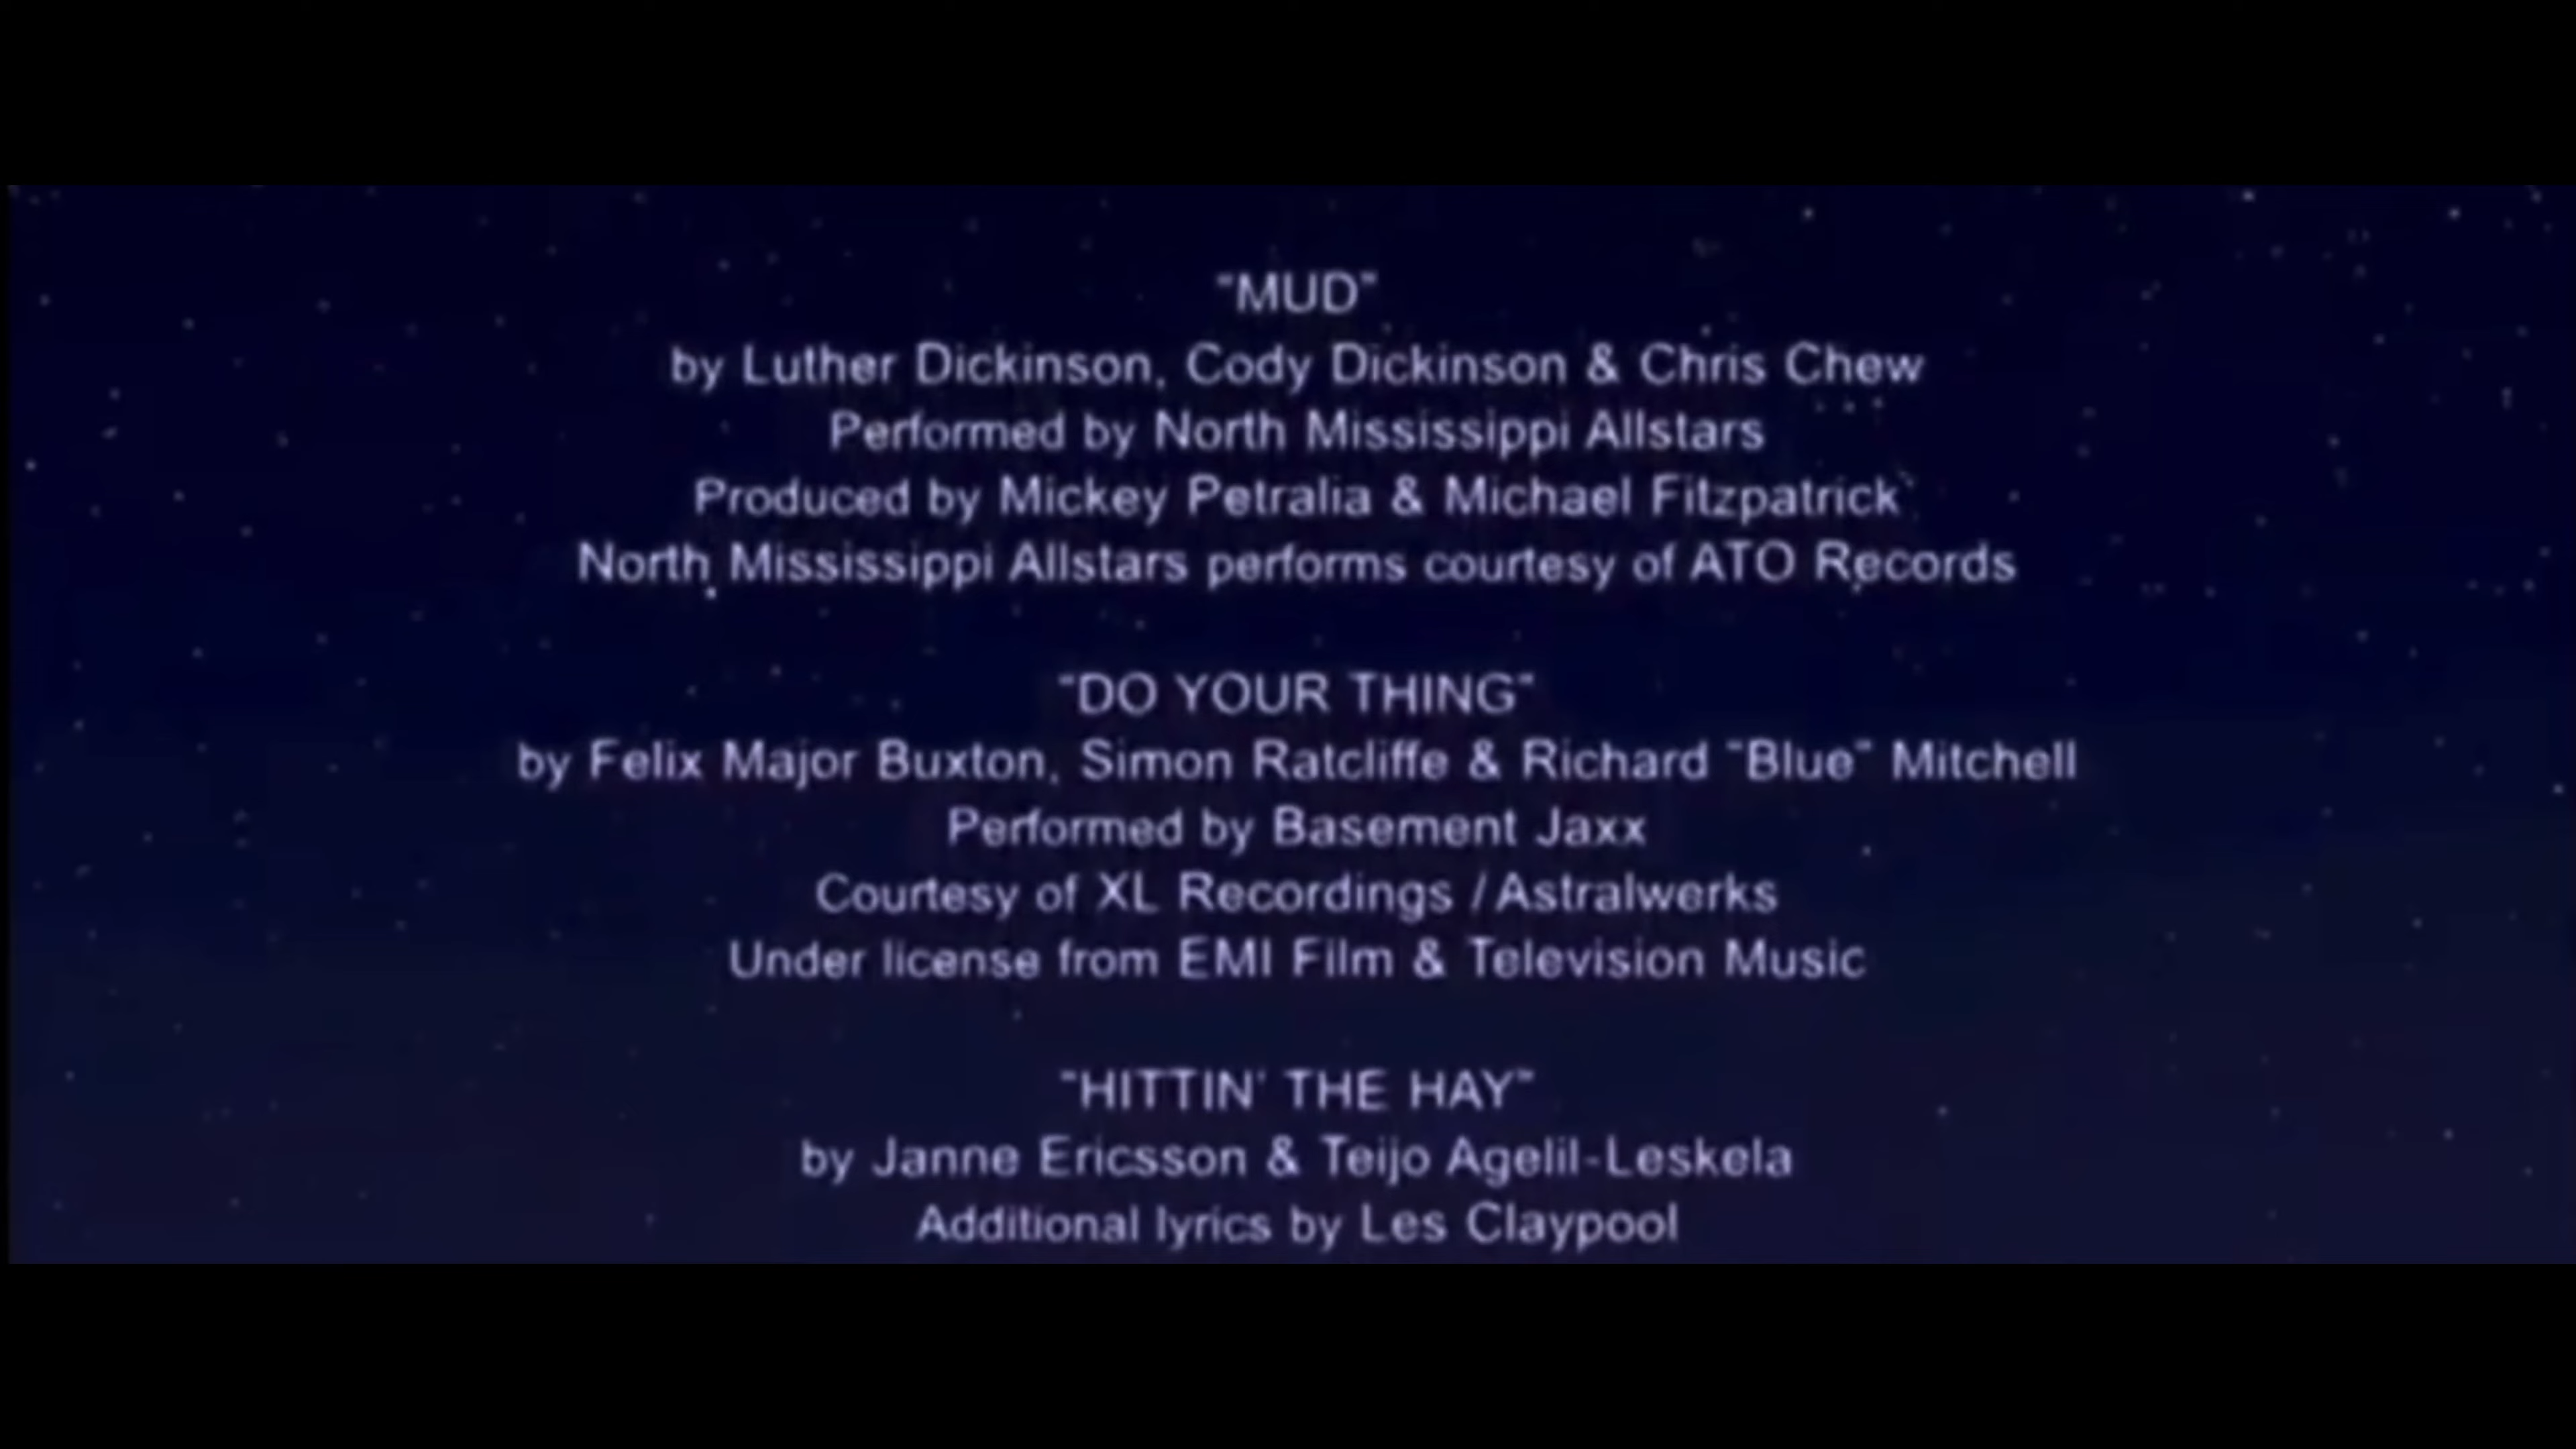 "MUD"
by Luther Dickinson, Cody Dickinson & Chris Chew
Performed by North Mississippi Allstars
Produced by Mickey Petralia & Michael Fitzpatrick
North Mississippi Allstars performs courtesy of ATO Records
"DO YOUR THING"
by Felix Major Buxton, Simon Ratcliffe & Richard "Blue" Mitchell
Performed by Basement Jaxx
Courtesy of XL Recordings / Astralwerks
Under license from EMI Film & Television Music
"HITTIN' THE HAY"
by Janne Ericsson & Teijo Agelil-Leskela
Additional lyrics by Les Claypool